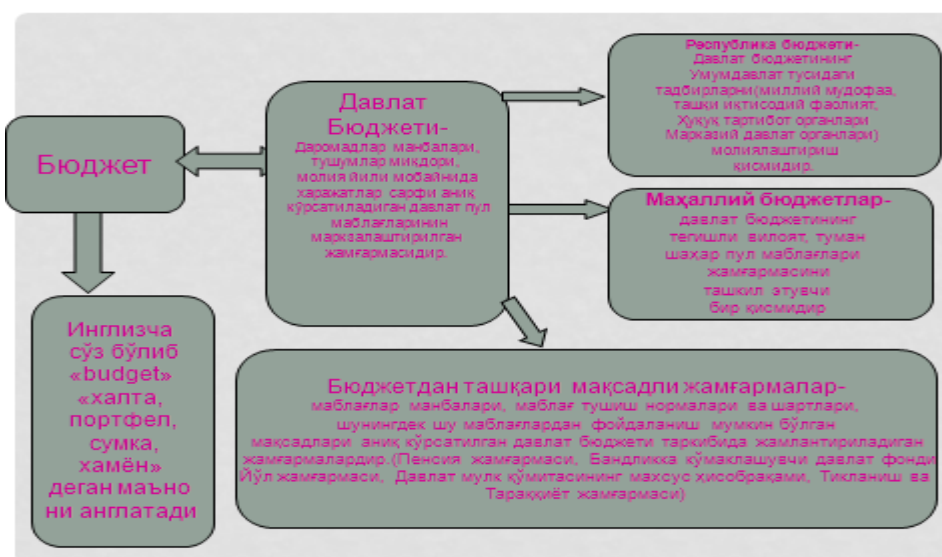 Бюджет
Инглизча
сўз бўлиб
«budget»
«халта,
портфел,
сумка,
хамён»
деган маъно
ни англатади
Давлат
Бюджети-
Даромадлар манбалари,
тушумлар миқдори,
молия йили мобайнида
харажатлар сарфи аниқ
кўрсатиладиган давлат пул
маблағларинин
марказлаштирилган
жамғармасидир.
Республика бюджети-
Давлат бюджетининг
Умумдавлат тусидаги
тадбирларни(миллий мудофаа,
ташқи иқтисодий фаолият,
Ҳуқуқ тартибот органлари
Марказий давлат органлари)
молиялаштириш
қисмидир.
Маҳаллий бюджетлар-
давлат бюджетининг
тегишли вилоят, туман
шаҳар пул маблағлари
жамғармасини
ташкил этувчи
бир қисмидир
Бюджетдан ташқари мақсадли жамғармалар-
маблағлар манбалари, маблағ тушиш нормалари ва шартлари,
шунингдек шу маблағлардан фойдаланиш мумкин бўлган
мақсадлари аниқ кўрсатилган давлат бюджети таркибида жамлантириладиган
жамғармалардир.(Пенсия жамғармаси, Бандликка кўмаклашувчи давлат фонди
Йўл жамғармаси, Давлат мулк қўмитасининг махсус ҳисобрақами, Тикланиш ва
Тараққиёт жамғармаси)